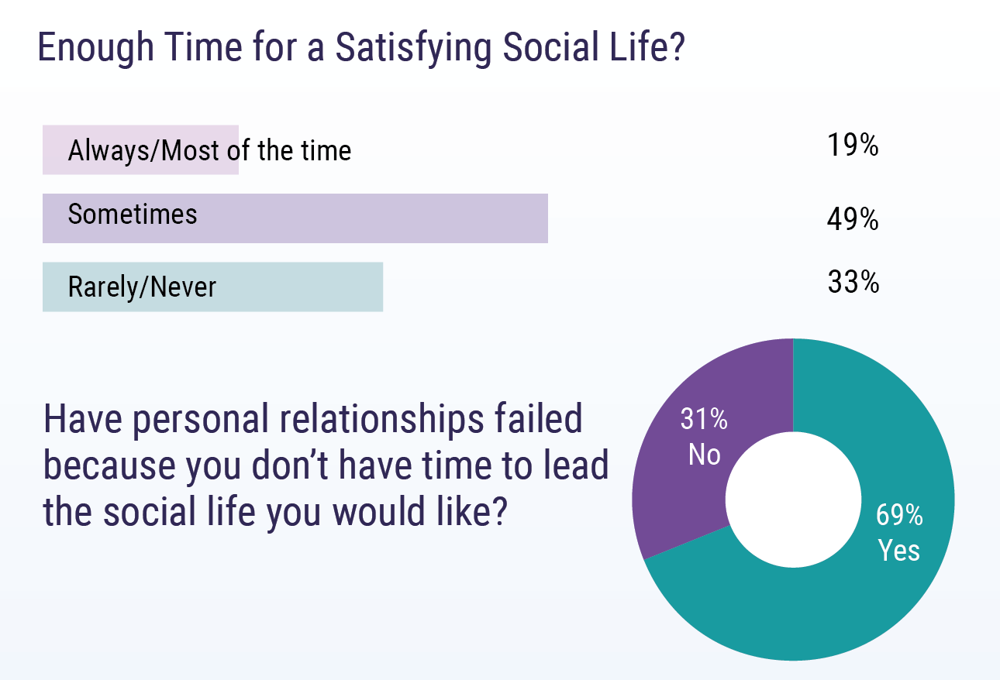 Enough Time for a Satisfying Social Life?
Always/Most of the time 19%
Sometimes 49%
Rarely/Never 33%
Have personal relationships failed
because you don’t have time to lead
the social life you would like?
31%
No
69%
Yes